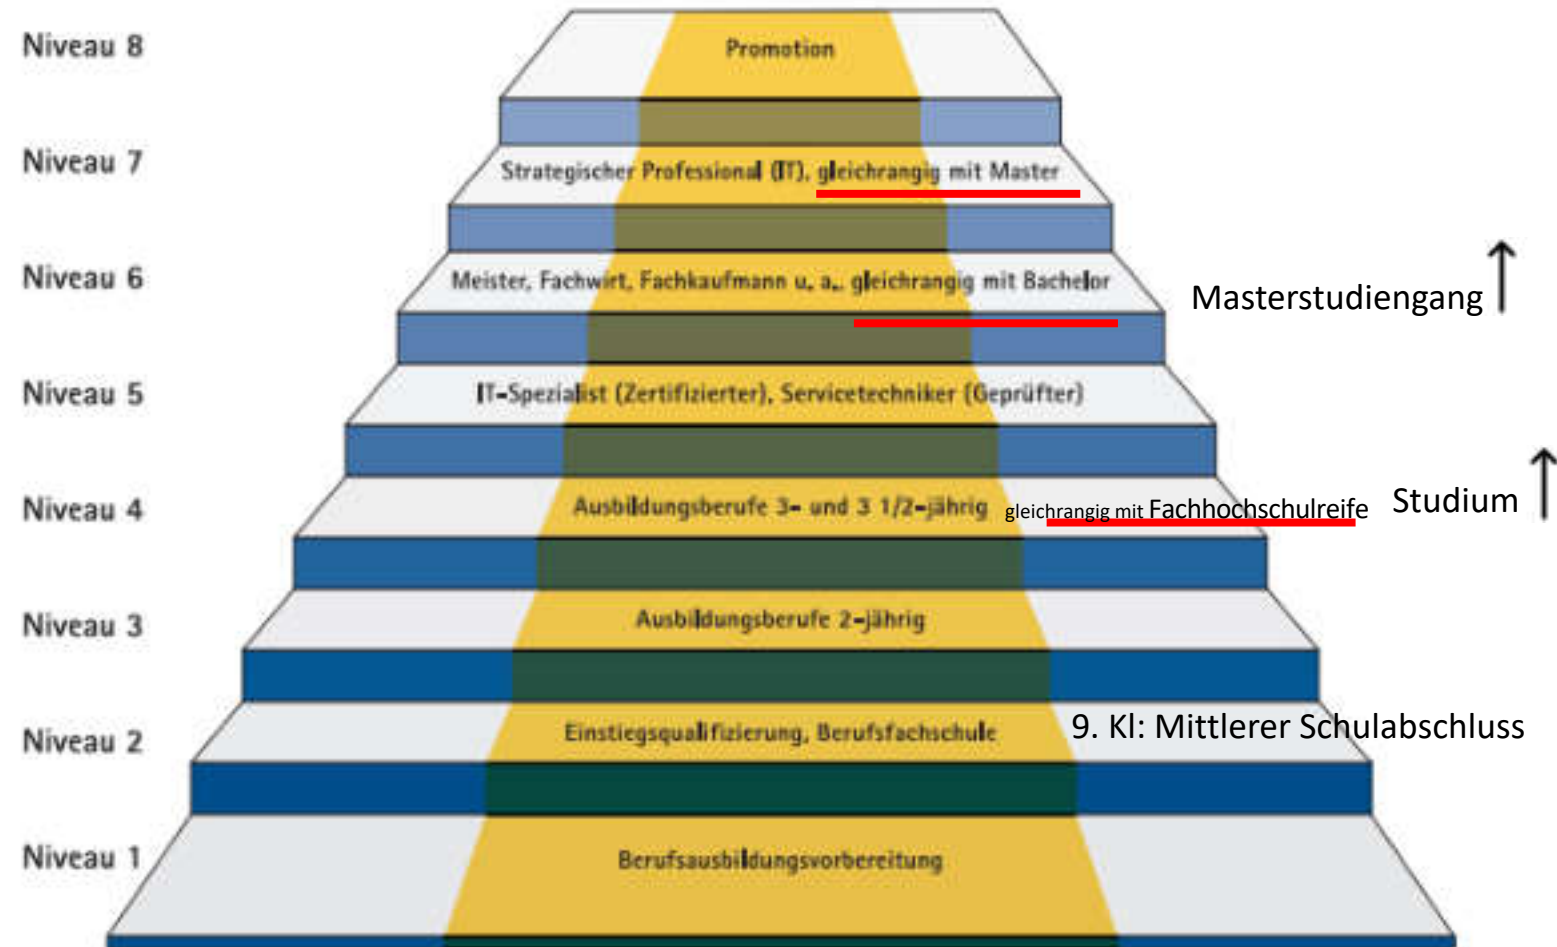 Niveau 8
Promotion
Niveau 7
Strategischer Professional (IT), gleichrangig mit Master
Niveau 6
Meister, Fachwirt, Fachkaufmann u. a., gleichrangig mit Bachelor
Masterstudiengang
Niveau 5
IT-Spezialist (Zertifizierter), Servicetechniker (Geprüfter)
Niveau 4
Ausbildungsberufe 3- und 3 1/2-jährig gleichrangig mit Fachhochschulreife
Studium
Niveau 3
Ausbildungsberufe 2-jährig
Niveau 2
Einstiegsqualifizierung, Berufsfachschule
9. Kl: Mittlerer Schulabschluss
Niveau 1
Berufsausbildungsvorbereitung